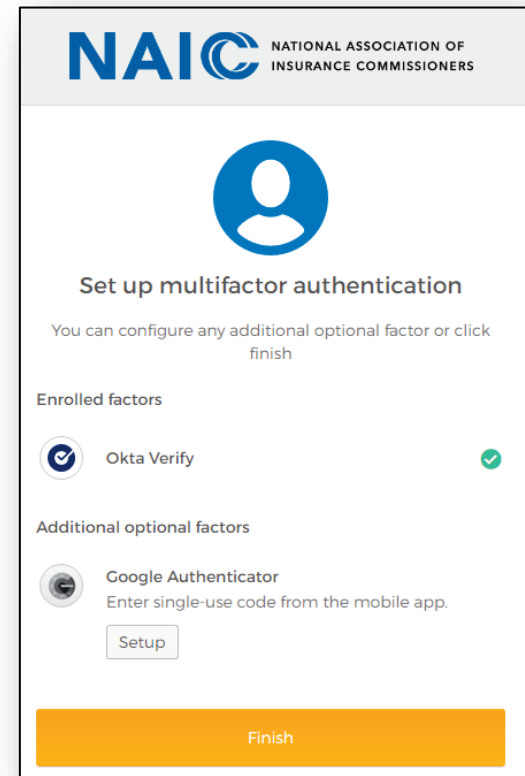 NAIC NATIONAL ASSOCIATION OF
INSURANCE COMMISSIONERS
Set up multifactor authentication
You can configure any additional optional factor or click
finish
Enrolled factors
Okta Verify
Additional optional factors
Google Authenticator
Enter single-use code from the mobile app.
Setup
Finish